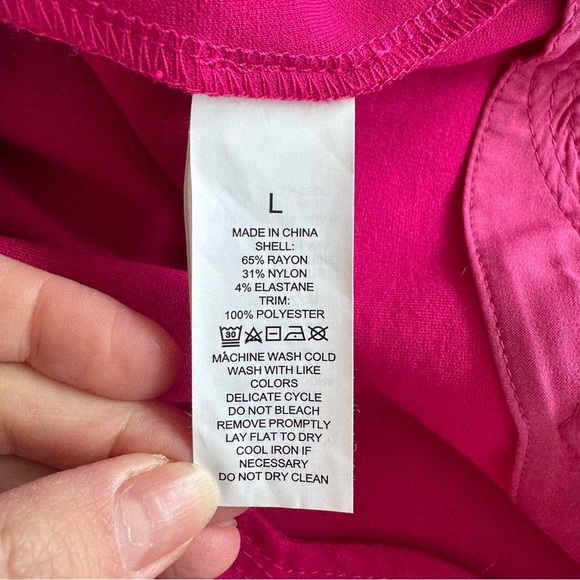 L
MADE IN CHINA
SHELL:
65% RAYON
31% NYLON
4% ELASTANE
TRIM:
100% POLYESTER
30
MACHINE WASH COLD
WASH WITH LIKE
COLORS
DELICATE CYCLE
DO NOT BLEACH
REMOVE PROMPTLY
LAY FLAT TO DRY
COOL IRON IF
NECESSARY
DO NOT DRY CLEAN